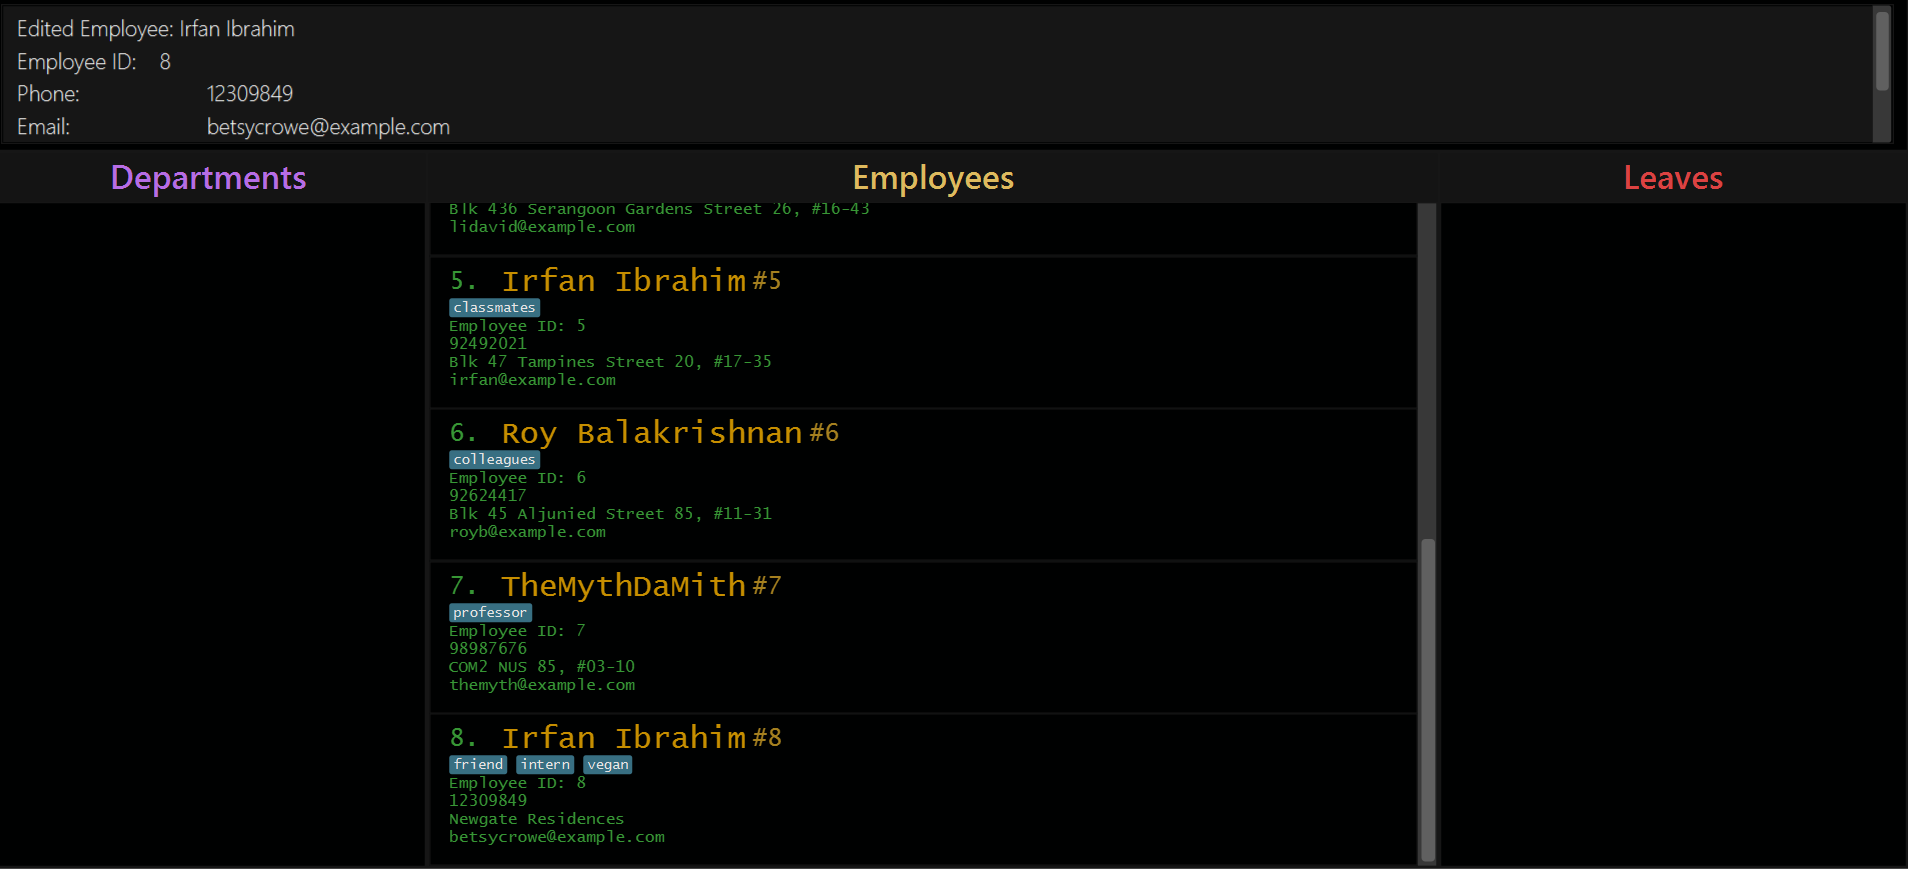 Edited Employee: Irfan Ibrahim
Employee ID: 8
Phone: 12309849
Email: betsycrowe@example.com
Departments
Employees
Leaves
Blk 436 Serangoon Gardens Street 26, #16-43
lidavid@example.com
5. Irfan Ibrahim #5
classmates
Employee ID: 5
92492021
Blk 47 Tampines Street 20, #17-35
irfan@example.com
6. Roy Balakrishnan #6
colleagues
Employee ID: 6
92624417
Blk 45 Aljunied Street 85, #11-31
royb@example.com
7. TheMythDaMith #7
professor
Employee ID: 7
98987676
COM2 NUS 85, #03-10
themyth@example.com
8. Irfan Ibrahim #8
friend intern vegan
Employee ID: 8
12309849
Newgate Residences
betsycrowe@example.com